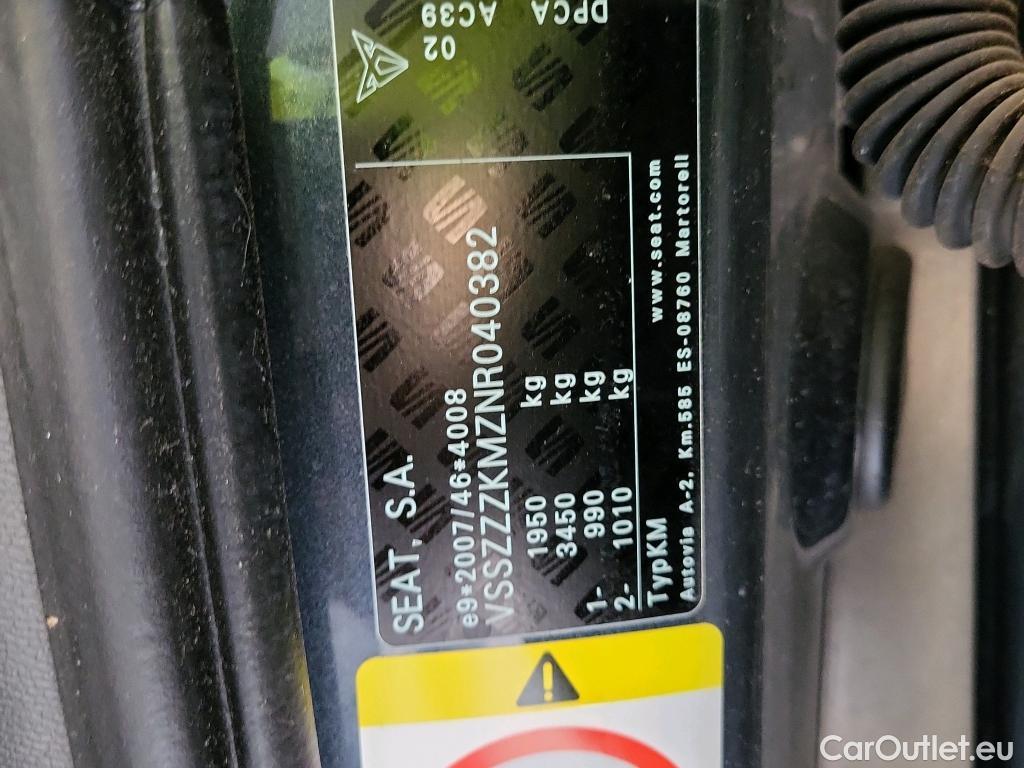 SEAT, S.A.
e9*2007/46*4008
VSSZZZKMZNR040382
1950 kg
3450 kg
1- 990 kg
2- 1010 kg
TypKM
www.seat.com
Autovia A-2, Km.585 ES-08760 Martorell
02
AC39
DPCA
CarOutlet.eu